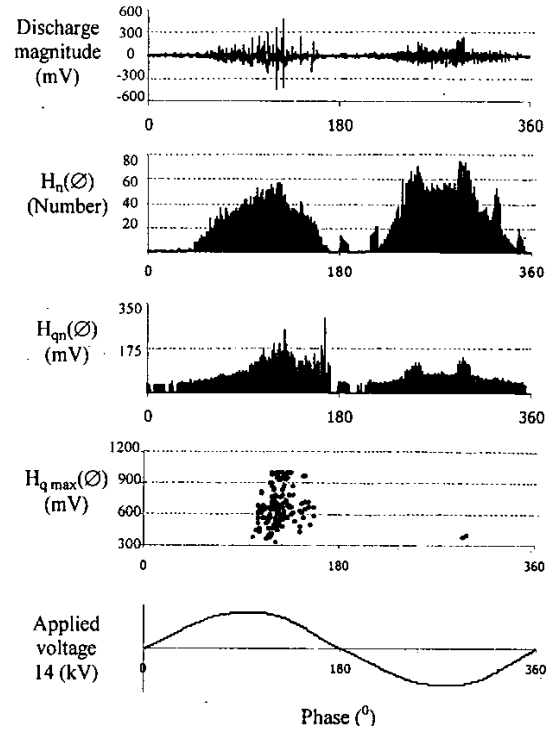 Discharge
magnitude
(mV)
600
300
0
-300
-600
0 180 360
Hn(Ø)
(Number)
80
60
40
20
0 180 360
Hqn(Ø)
(mV)
350
175
0 180 360
Hq max(Ø)
(mV)
1200
900
600
300
0 180 360
Applied
voltage
14 (kV)
0 180 360
Phase (⁰)